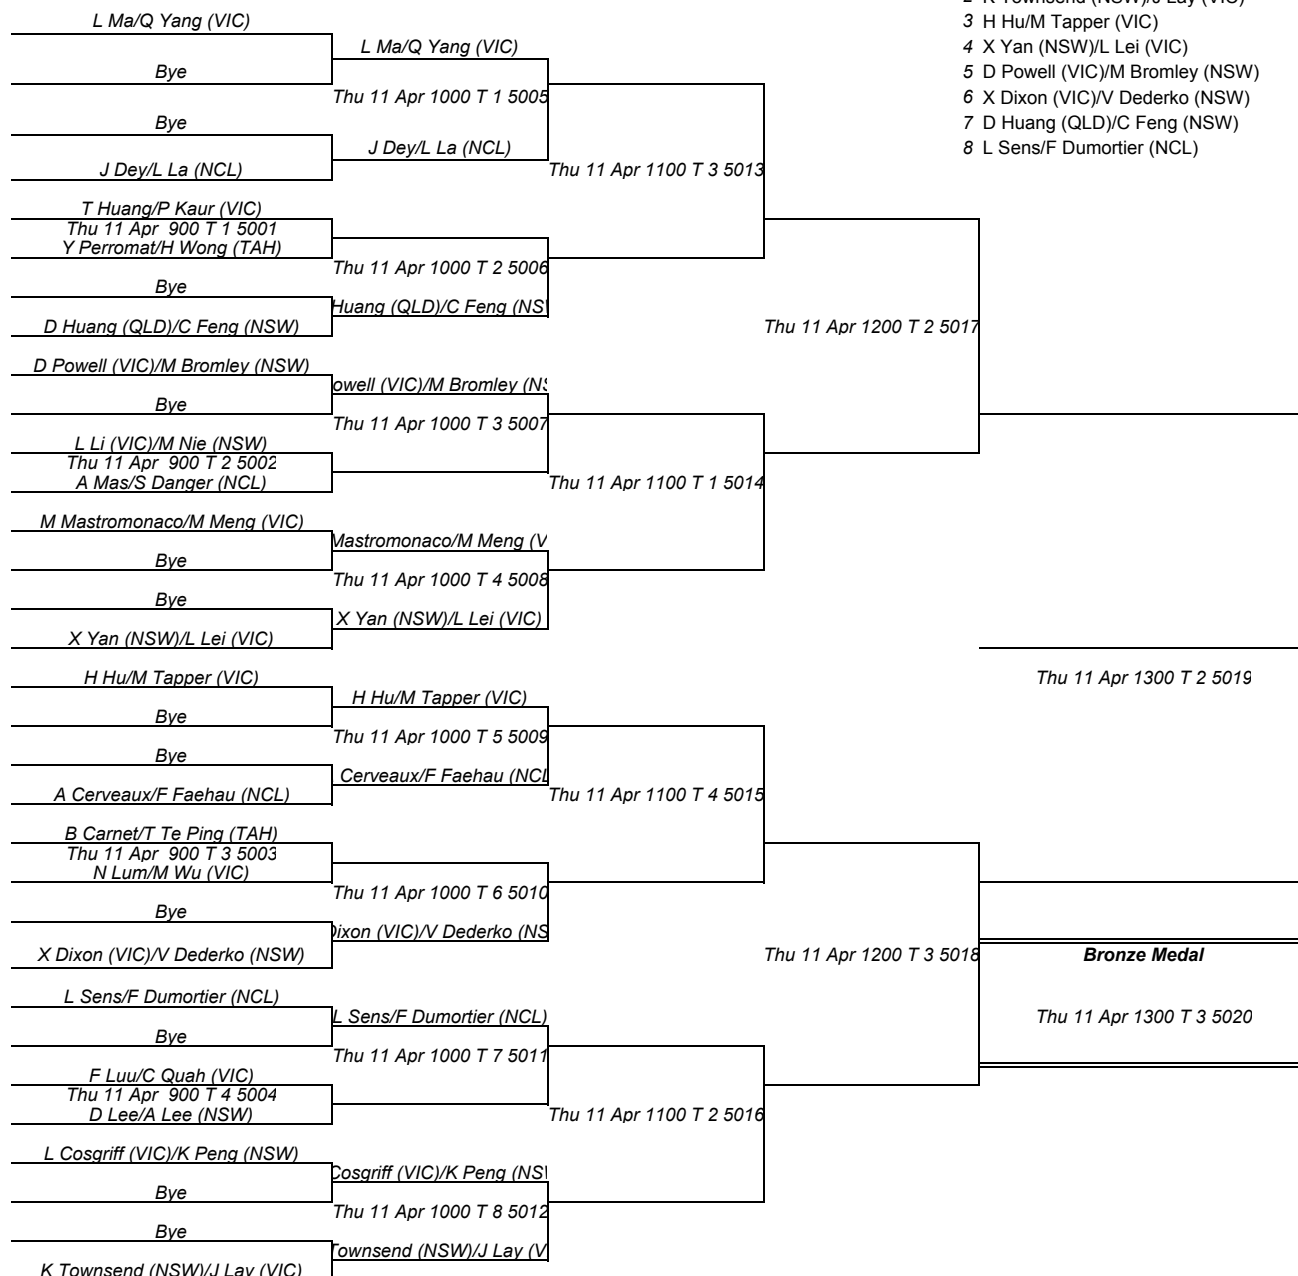 2 K Townsend (NSW)/J Lay (VIC)
3 H Hu/M Tapper (VIC)
4 X Yan (NSW)/L Lei (VIC)
5 D Powell (VIC)/M Bromley (NSW)
6 X Dixon (VIC)/V Dederko (NSW)
7 D Huang (QLD)/C Feng (NSW)
8 L Sens/F Dumortier (NCL)
L Ma/Q Yang (VIC)
Bye
Bye
J Dey/L La (NCL)
T Huang/P Kaur (VIC)
Thu 11 Apr 900 T 1 5001
Y Perromat/H Wong (TAH)
Bye
D Huang (QLD)/C Feng (NSW)
D Powell (VIC)/M Bromley (NSW)
Bye
L Li (VIC)/M Nie (NSW)
Thu 11 Apr 900 T 2 5002
A Mas/S Danger (NCL)
M Mastromonaco/M Meng (VIC)
Bye
Bye
X Yan (NSW)/L Lei (VIC)
H Hu/M Tapper (VIC)
Bye
Bye
A Cerveaux/F Faehau (NCL)
B Carnet/T Te Ping (TAH)
Thu 11 Apr 900 T 3 5003
N Lum/M Wu (VIC)
Bye
X Dixon (VIC)/V Dederko (NSW)
L Sens/F Dumortier (NCL)
Bye
F Luu/C Quah (VIC)
Thu 11 Apr 900 T 4 5004
D Lee/A Lee (NSW)
L Cosgriff (VIC)/K Peng (NSW)
Bye
Bye
K Townsend (NSW)/J Lay (VIC)
L Ma/Q Yang (VIC)
Thu 11 Apr 1000 T 1 5005
J Dey/L La (NCL)
Thu 11 Apr 1000 T 2 5006
Huang (QLD)/C Feng (NSW
owell (VIC)/M Bromley (NS
Thu 11 Apr 1000 T 3 5007
Mastromonaco/M Meng (V
Thu 11 Apr 1000 T 4 5008
X Yan (NSW)/L Lei (VIC)
H Hu/M Tapper (VIC)
Thu 11 Apr 1000 T 5 5009
Cerveaux/F Faehau (NCL
Thu 11 Apr 1000 T 6 5010
Dixon (VIC)/V Dederko (NS
L Sens/F Dumortier (NCL)
Thu 11 Apr 1000 T 7 5011
Cosgriff (VIC)/K Peng (NSW
Thu 11 Apr 1000 T 8 5012
Townsend (NSW)/J Lay (V
Thu 11 Apr 1100 T 3 5013
Thu 11 Apr 1100 T 1 5014
Thu 11 Apr 1100 T 4 5015
Thu 11 Apr 1100 T 2 5016
Thu 11 Apr 1200 T 2 5017
Thu 11 Apr 1200 T 3 5018
Thu 11 Apr 1300 T 2 5019
Bronze Medal
Thu 11 Apr 1300 T 3 5020